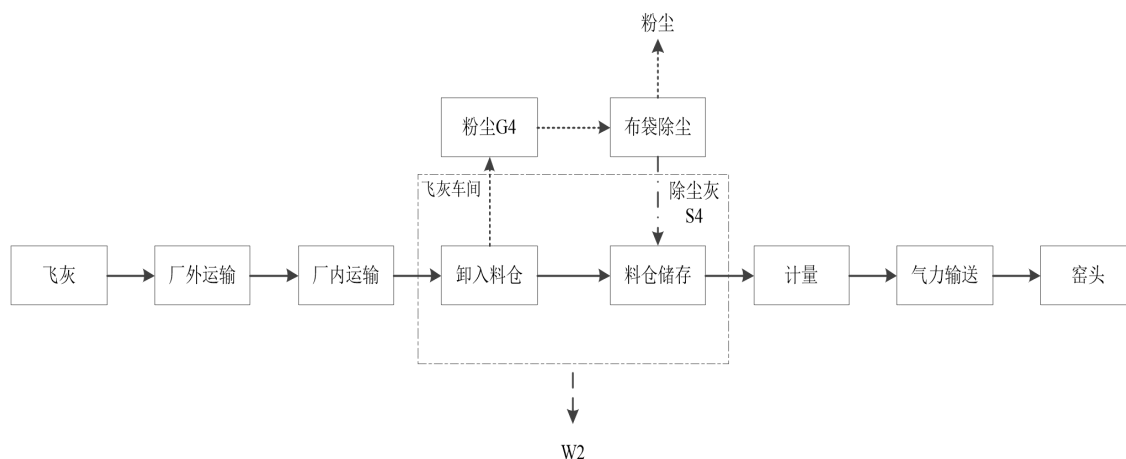 粉尘
粉尘G4
布袋除尘
飞灰车间
除尘灰
S4
飞灰
厂外运输
厂内运输
卸入料仓
料仓储存
计量
气力输送
窑头
W2